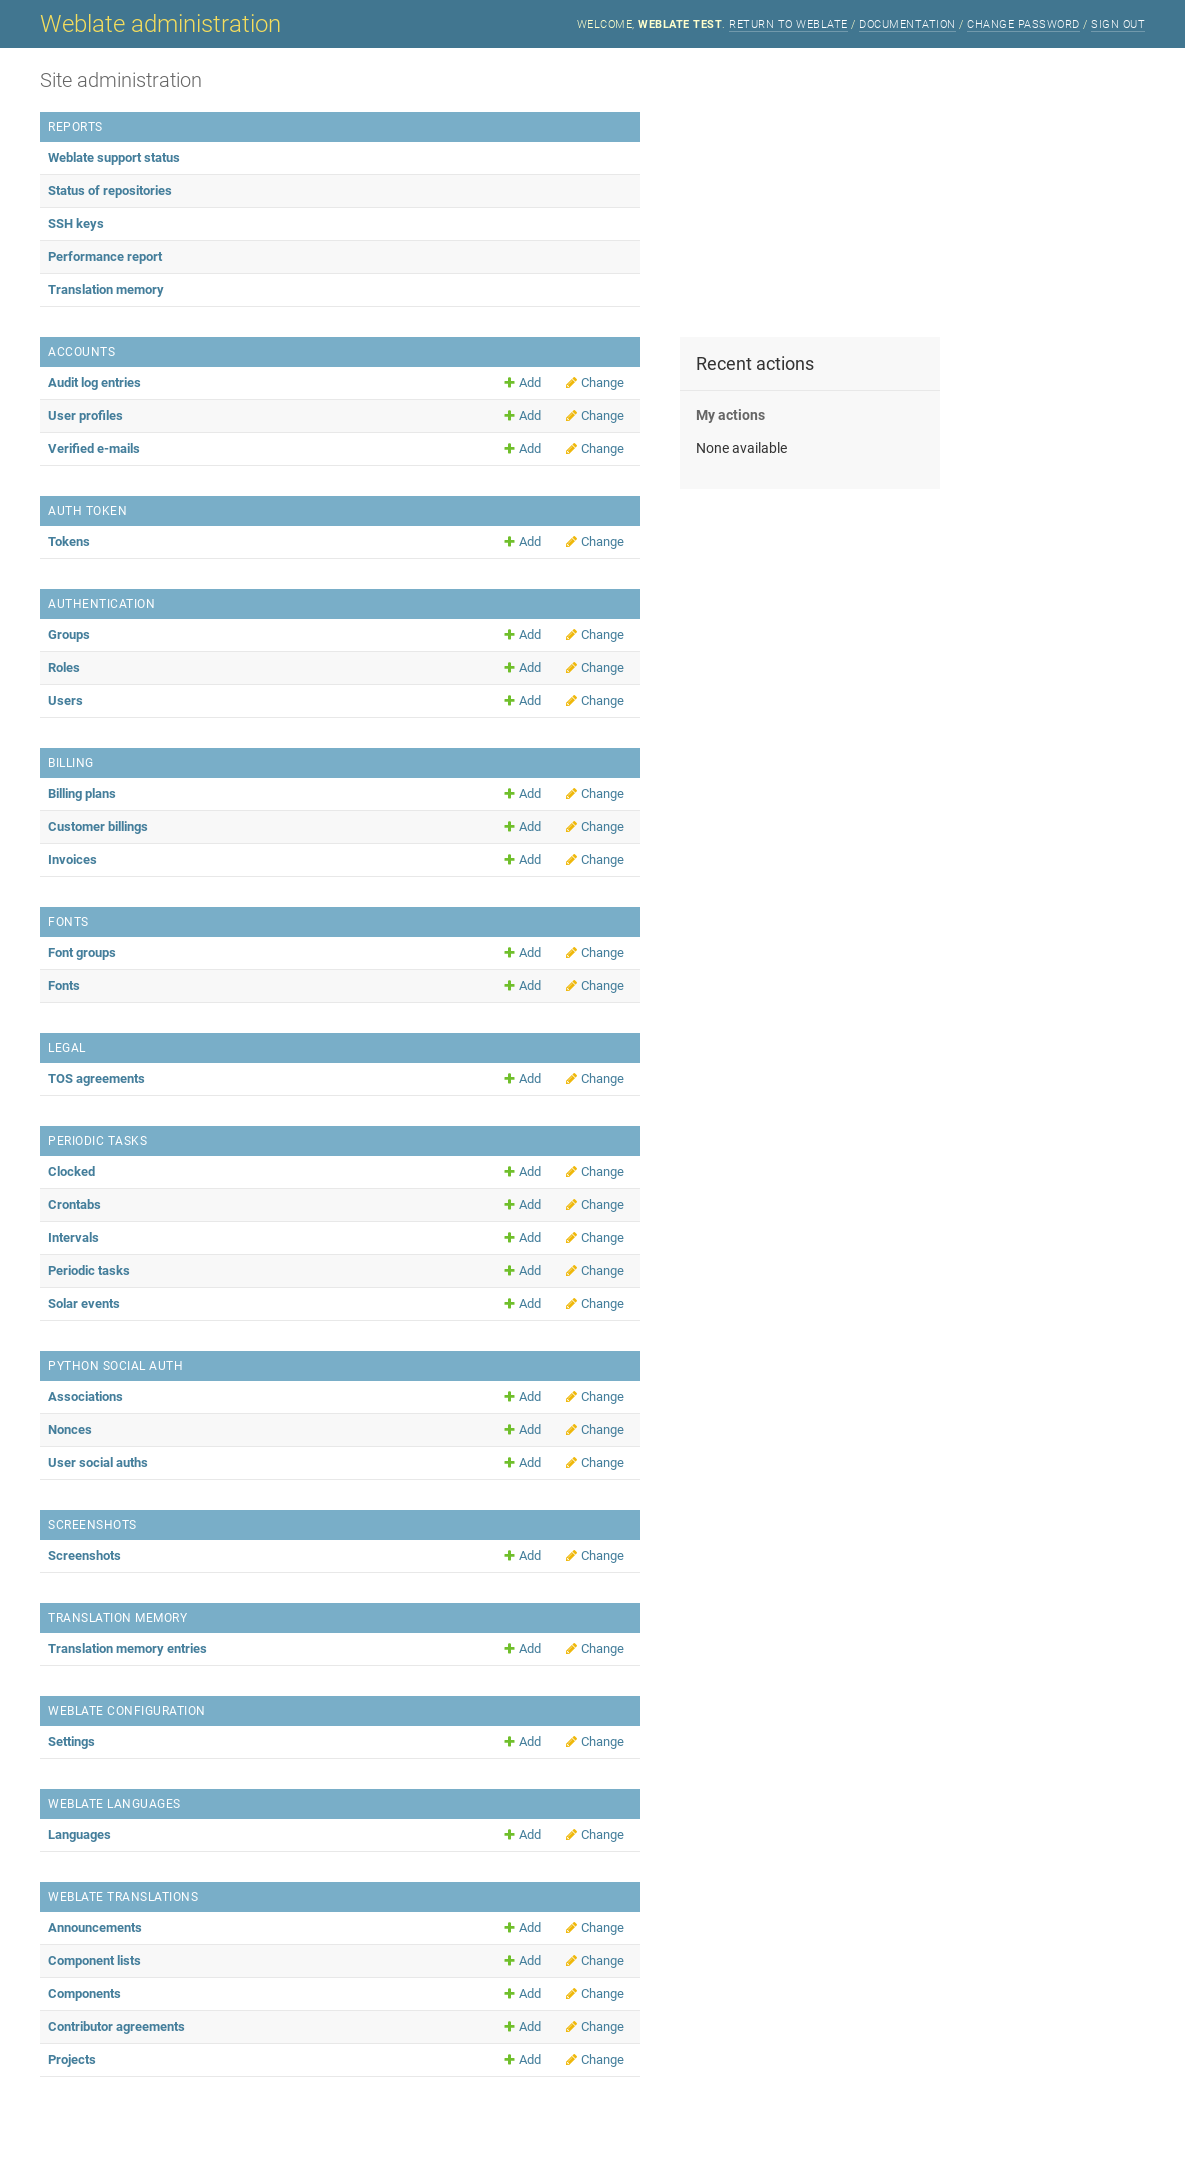 Weblate administration
WELCOME, WEBLATE TEST. RETURN TO WEBLATE / DOCUMENTATION / CHANGE PASSWORD / SIGN OUT
Site administration
REPORTS
Weblate support status
Status of repositories
SSH keys
Performance report
Translation memory
ACCOUNTS
Audit log entries Add Change
User profiles Add Change
Verified e-mails Add Change
Recent actions
My actions
None available
AUTH TOKEN
Tokens Add Change
AUTHENTICATION
Groups Add Change
Roles Add Change
Users Add Change
BILLING
Billing plans Add Change
Customer billings Add Change
Invoices Add Change
FONTS
Font groups Add Change
Fonts Add Change
LEGAL
TOS agreements Add Change
PERIODIC TASKS
Clocked Add Change
Crontabs Add Change
Intervals Add Change
Periodic tasks Add Change
Solar events Add Change
PYTHON SOCIAL AUTH
Associations Add Change
Nonces Add Change
User social auths Add Change
SCREENSHOTS
Screenshots Add Change
TRANSLATION MEMORY
Translation memory entries Add Change
WEBLATE CONFIGURATION
Settings Add Change
WEBLATE LANGUAGES
Languages Add Change
WEBLATE TRANSLATIONS
Announcements Add Change
Component lists Add Change
Components Add Change
Contributor agreements Add Change
Projects Add Change